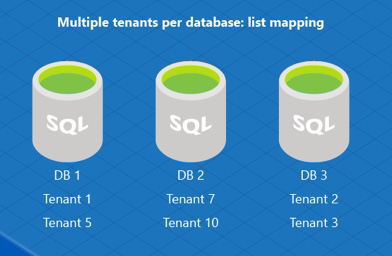 Multiple tenants per database: list mapping
SQL SQL SQL
DB 1 DB 2 DB 3
Tenant 1 Tenant 7 Tenant 2
Tenant 5 Tenant 10 Tenant 3